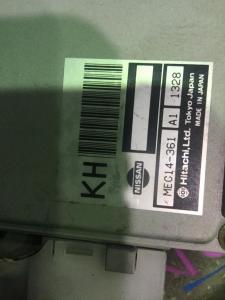 KH
NISSAN
MEC14-361 A1 1328
Hitachi, Ltd. Tokyo Japan
MADE IN JAPAN